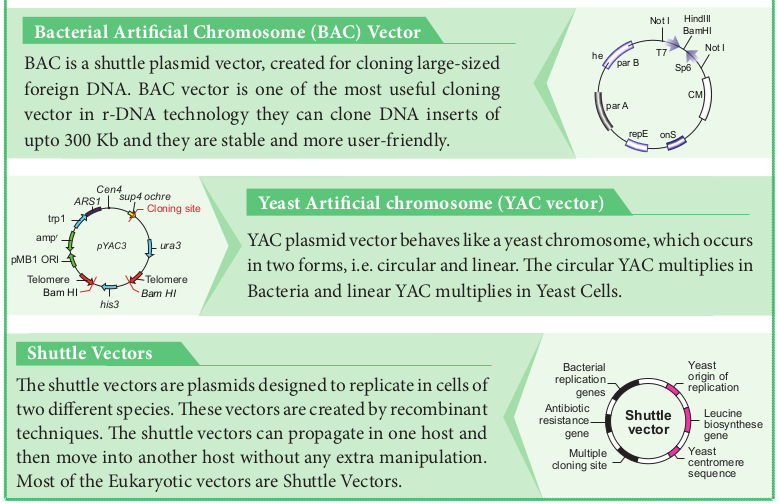 Bacterial Artificial Chromosome (BAC) Vector
BAC is a shuttle plasmid vector, created for cloning large-sized
foreign DNA. BAC vector is one of the most useful cloning
vector in r-DNA technology they can clone DNA inserts of
upto 300 Kb and they are stable and more user-friendly.
Not I
HindIII
BamHI
T7
Not I
Sp6
he
par B
CM
par A
repE
onS
Cen4
ARS1
sup4 ochre
Cloning site
trp1
ampr
pYAC3
ura3
pMB1 ORI
Telomere
Telomere
Bam HI
Bam HI
his3
Yeast Artificial chromosome (YAC vector)
YAC plasmid vector behaves like a yeast chromosome, which occurs
in two forms, i.e. circular and linear. The circular YAC multiplies in
Bacteria and linear YAC multiplies in Yeast Cells.
Shuttle Vectors
The shuttle vectors are plasmids designed to replicate in cells of
two different species. These vectors are created by recombinant
techniques. The shuttle vectors can propagate in one host and
then move into another host without any extra manipulation.
Most of the Eukaryotic vectors are Shuttle Vectors.
Bacterial
replication
genes
Yeast
origin of
replication
Antibiotic
resistance
gene
Shuttle
vector
Leucine
biosynthese
gene
Multiple
cloning site
Yeast
centromere
sequence